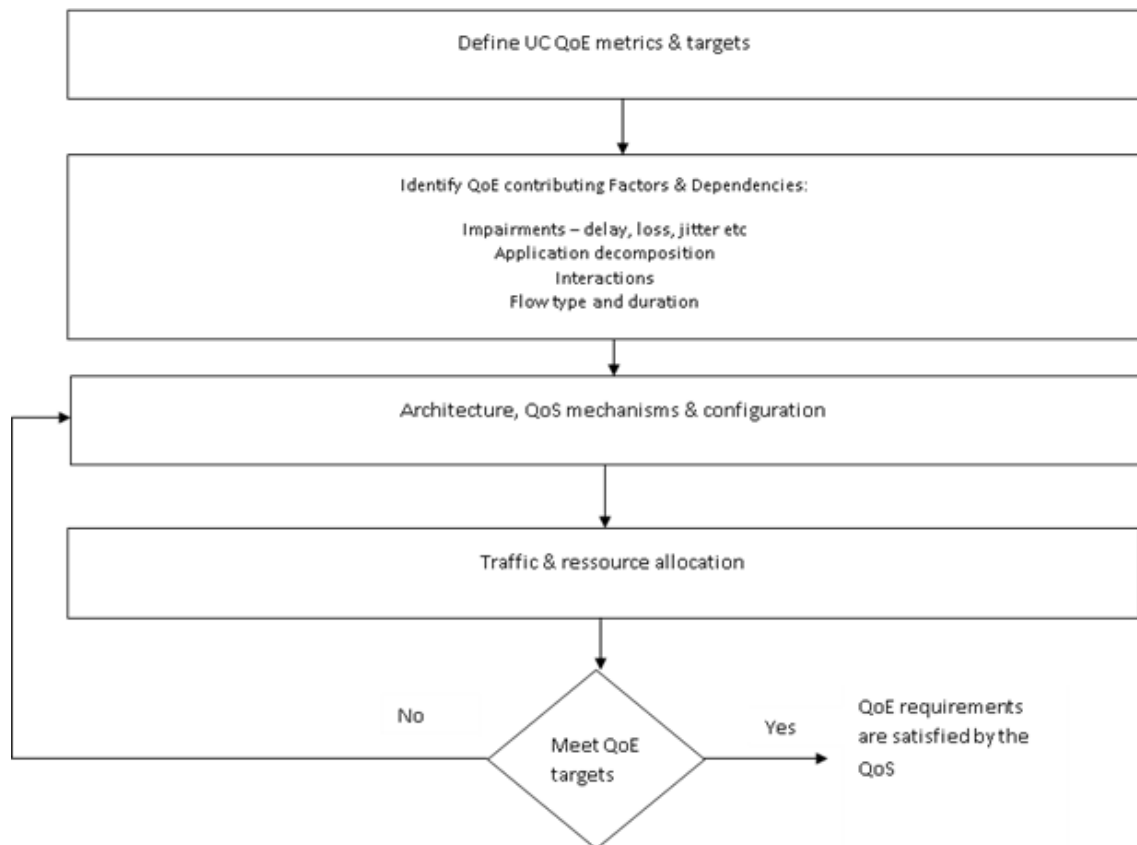 Define UC QoE metrics & targets
Identify QoE contributing Factors & Dependencies:
Impairments – delay, loss, jitter etc
Application decomposition
Interactions
Flow type and duration
Architecture, QoS mechanisms & configuration
Traffic & ressource allocation
No
Meet QoE
targets
Yes
QoE requirements
are satisfied by the
QoS